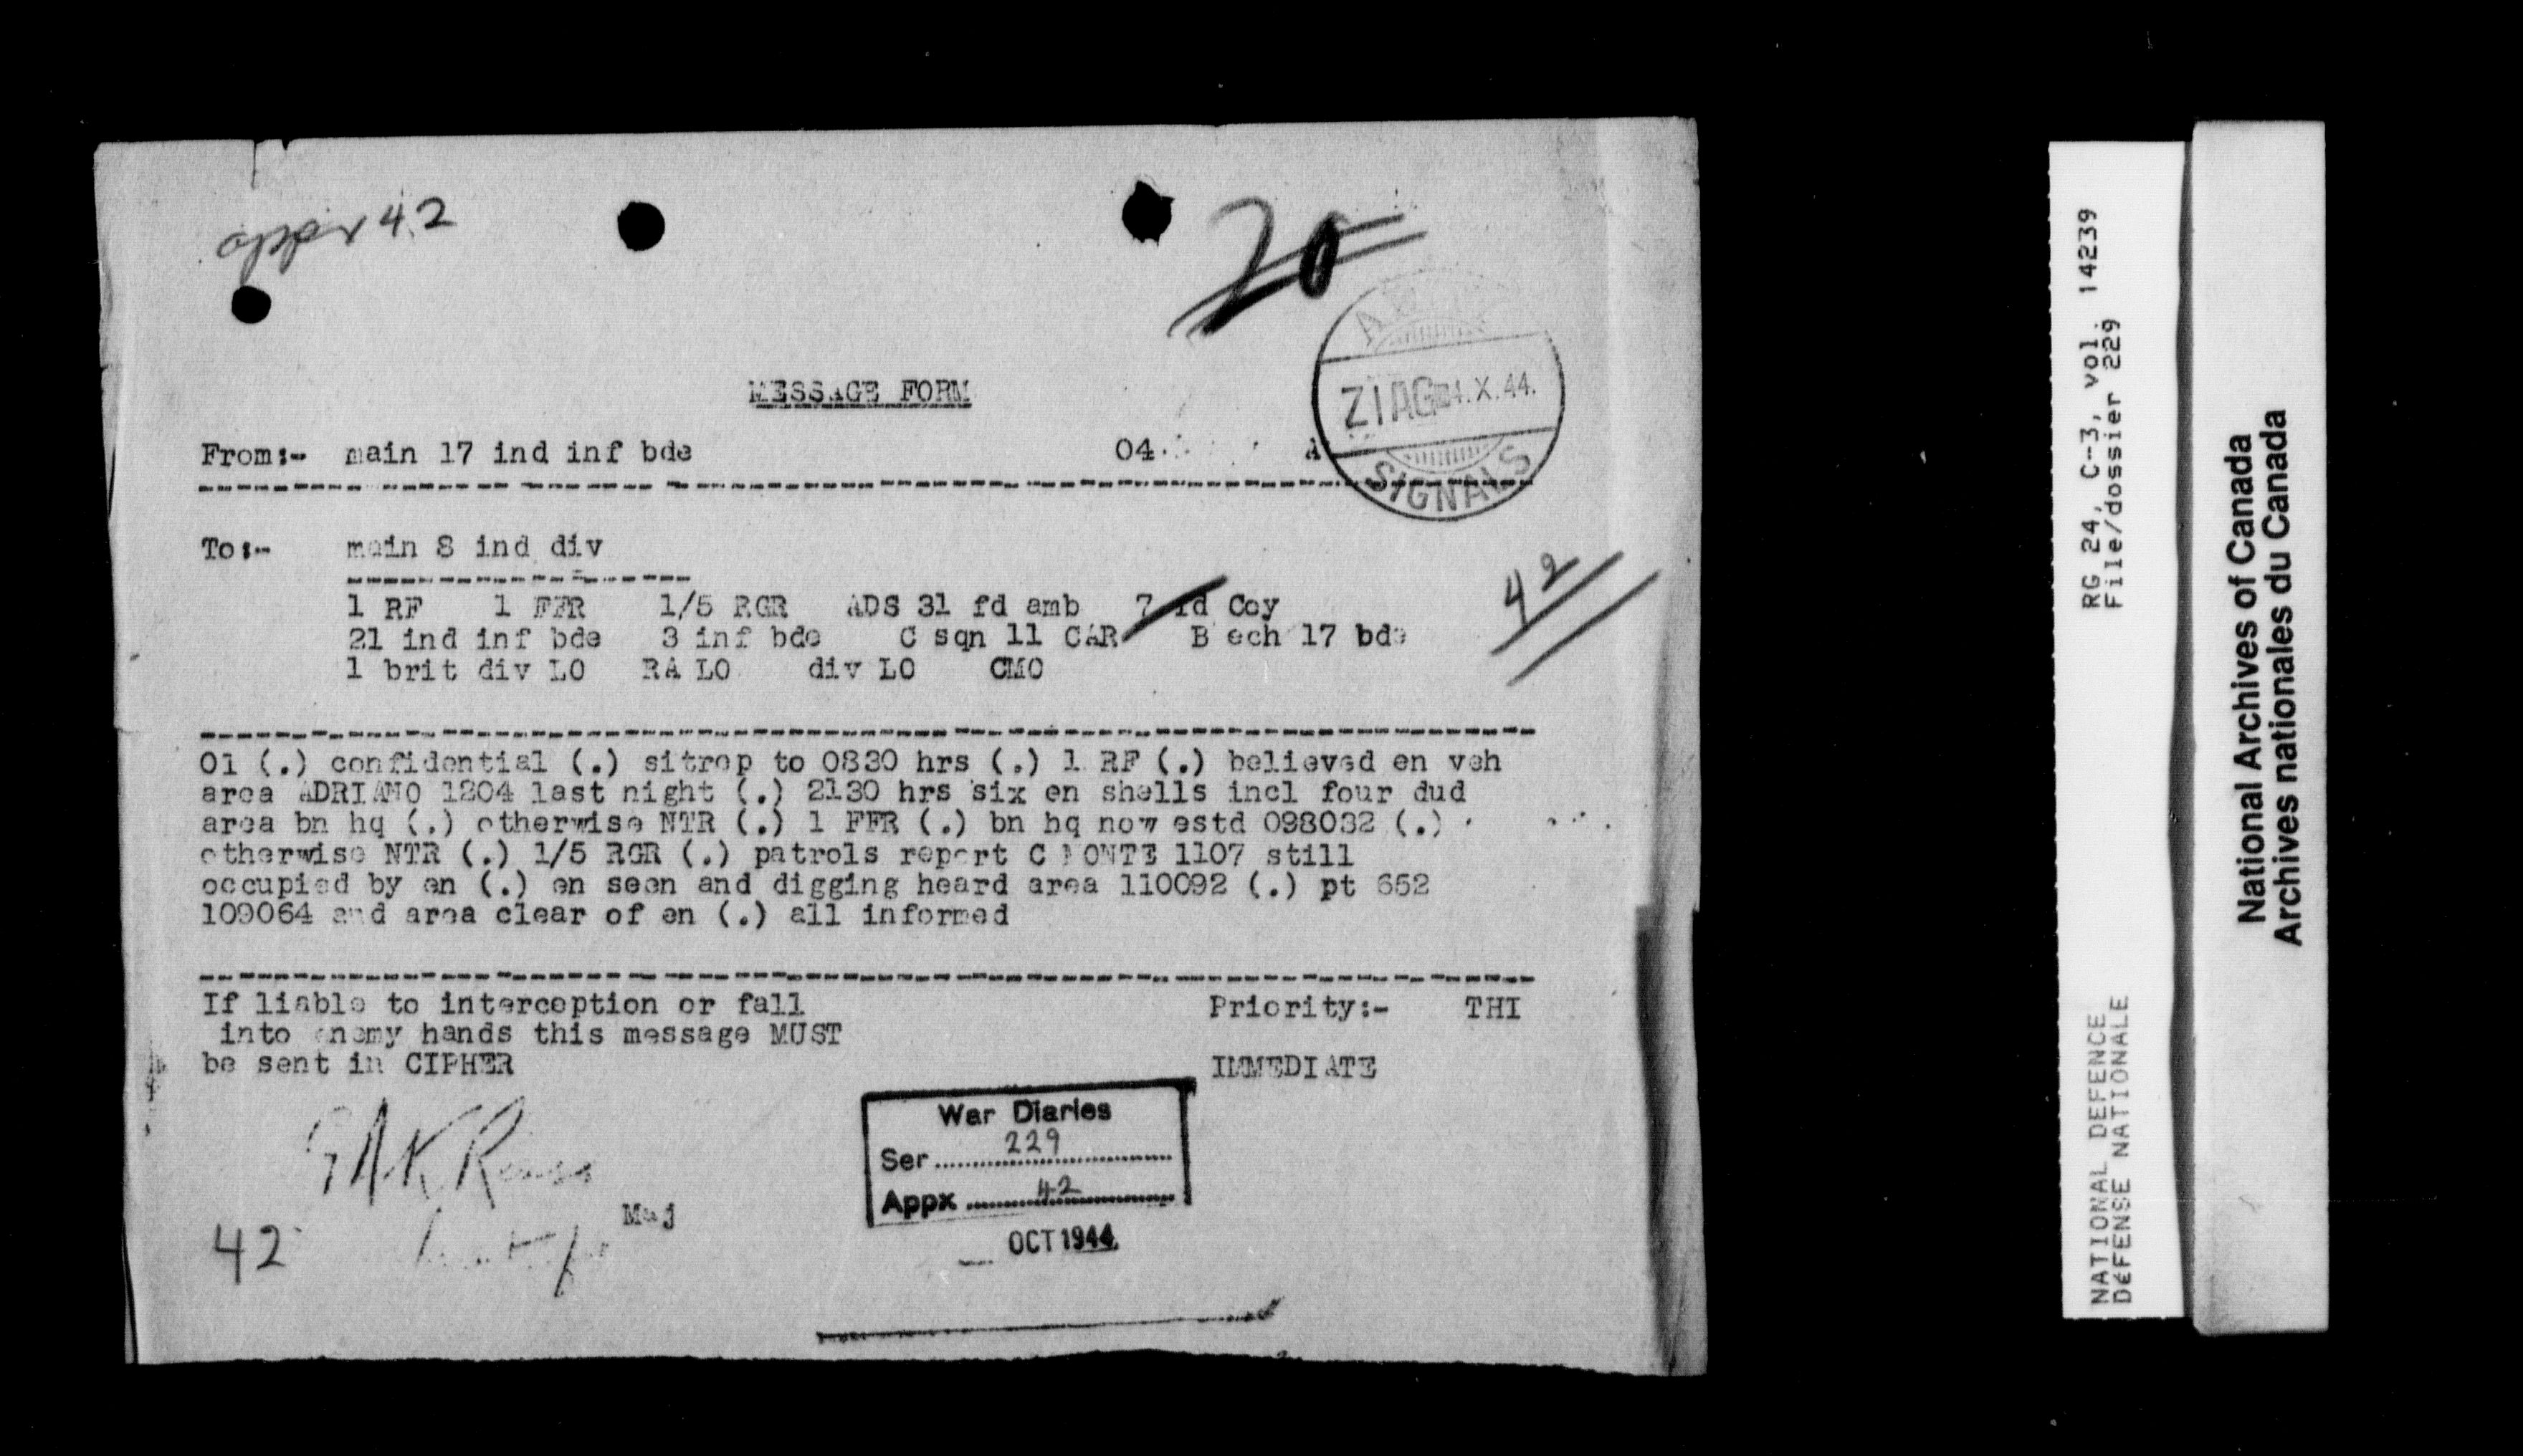 appx 42
20
MESSAGE FORM
ZIAG 4.X.44.
SIGNALS
From:- main 17 ind inf bde 04 A
To:- main 8 ind div
42
1 RF 1 FFR 1/5 RGR ADS 31 fd amb 7 fd Coy
21 ind inf bde 3 inf bde C sqn 11 CAR B ech 17 bde
1 brit div LO RA LO div LO CMO
01 (.) confidential (.) sitrep to 0830 hrs (.) 1 RF (.) believed en veh
area ADRIANO 1204 last night (.) 2130 hrs six en shells incl four dud
area bn hq (.) otherwise NTR (.) 1 FFR (.) bn hq now estd 098032 (.)
otherwise NTR (.) 1/5 RGR (.) patrols report C MONTE 1107 still
occupied by en (.) en seen and digging heard area 110092 (.) pt 652
109064 and area clear of en (.) all informed
If liable to interception or fall Priority:- THI
into enemy hands this message MUST
be sent in CIPHER IMMEDIATE
Maj
42
War Diaries
Ser 229
Appx 42
OCT 1944
RG 24, C-3, vol. 14239
File/dossier 229
NATIONAL DEFENCE
DÉFENSE NATIONALE
National Archives of Canada
Archives nationales du Canada